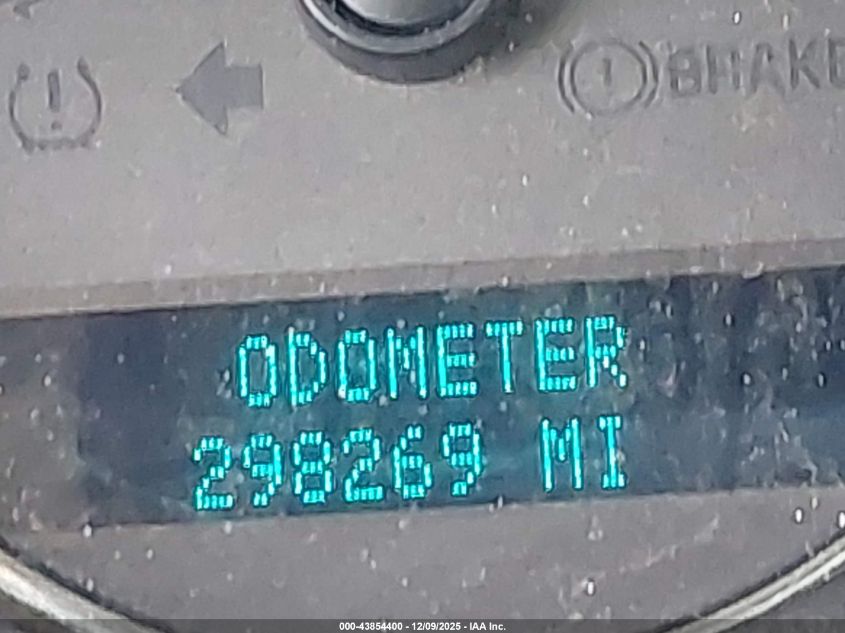 BRAKE
ODOMETER
298269 MI
000-43854400 - 12/09/2025 - IAA Inc.